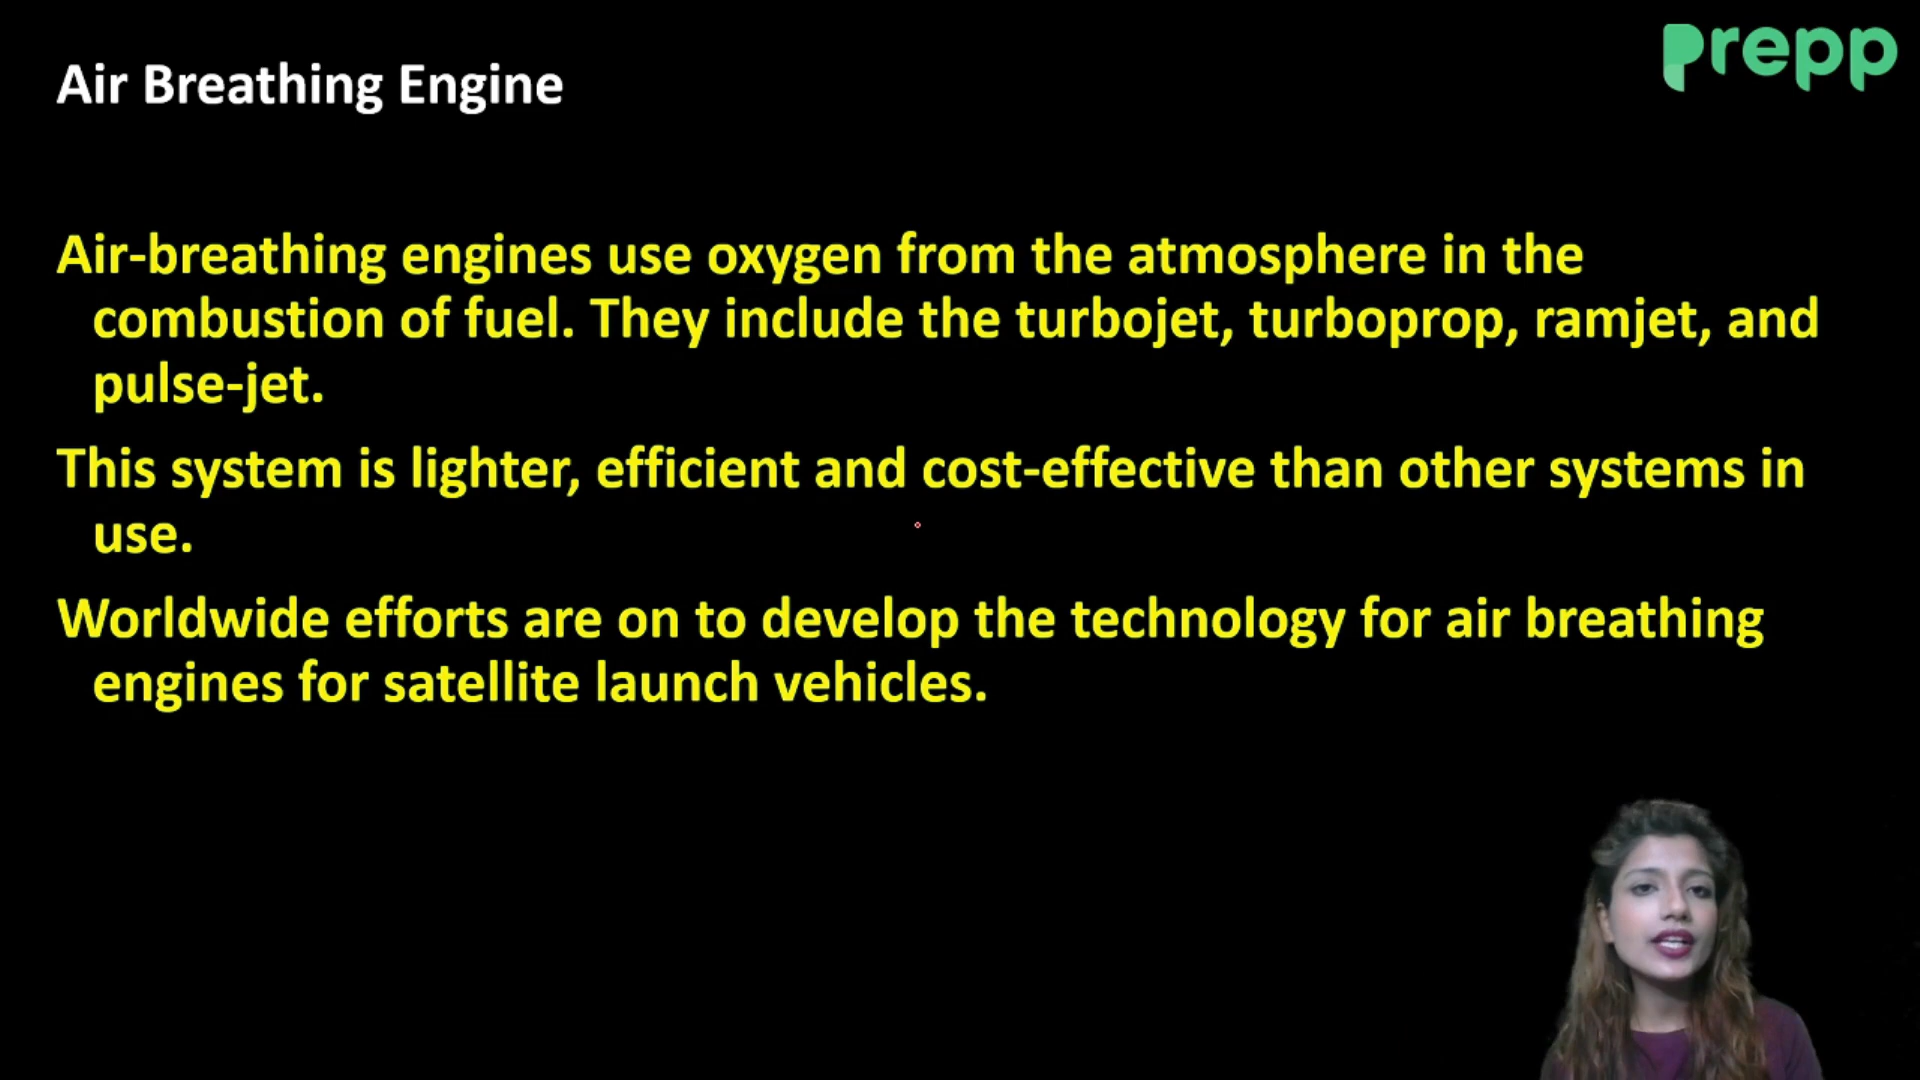 prepp
Air Breathing Engine
Air-breathing engines use oxygen from the atmosphere in the
combustion of fuel. They include the turbojet, turboprop, ramjet, and
pulse-jet.
This system is lighter, efficient and cost-effective than other systems in
use.
Worldwide efforts are on to develop the technology for air breathing
engines for satellite launch vehicles.